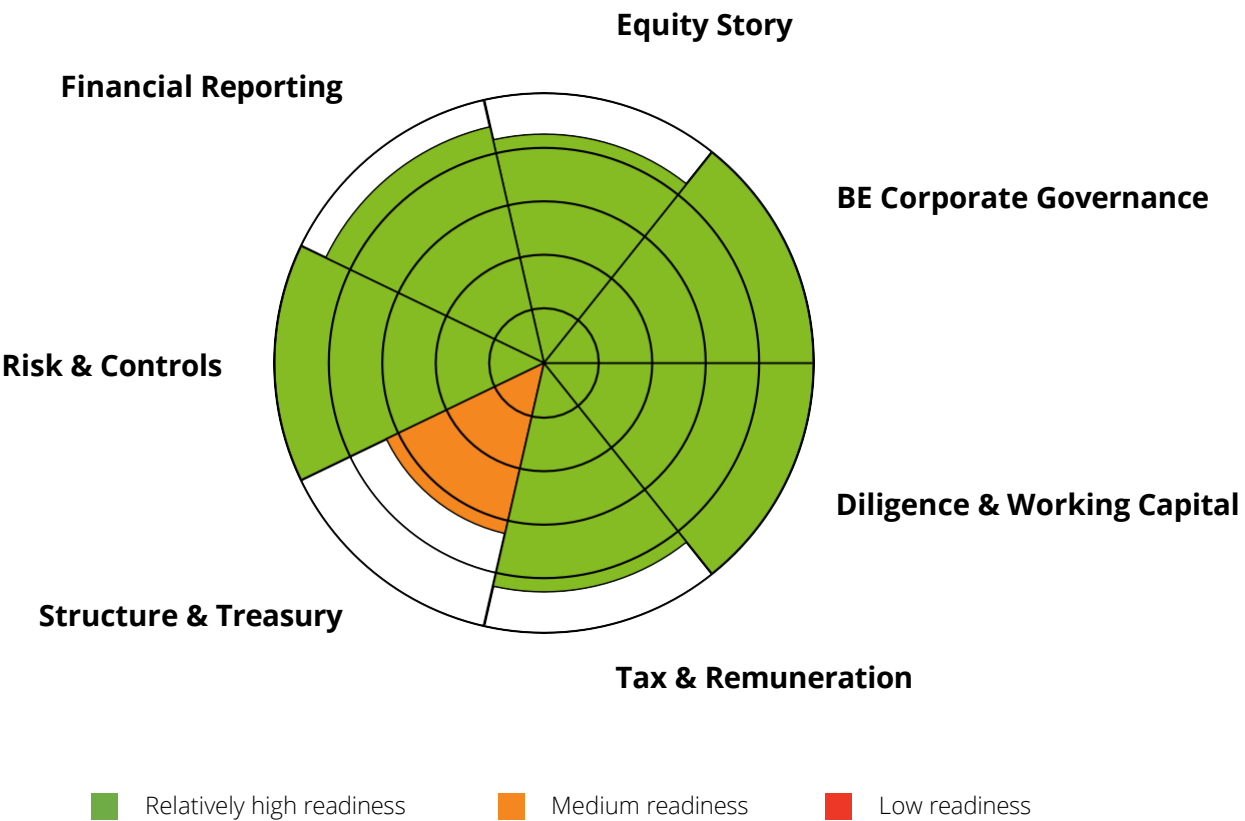 Equity Story
Financial Reporting
BE Corporate Governance
Risk & Controls
Diligence & Working Capital
Structure & Treasury
Tax & Remuneration
Relatively high readiness
Medium readiness
Low readiness